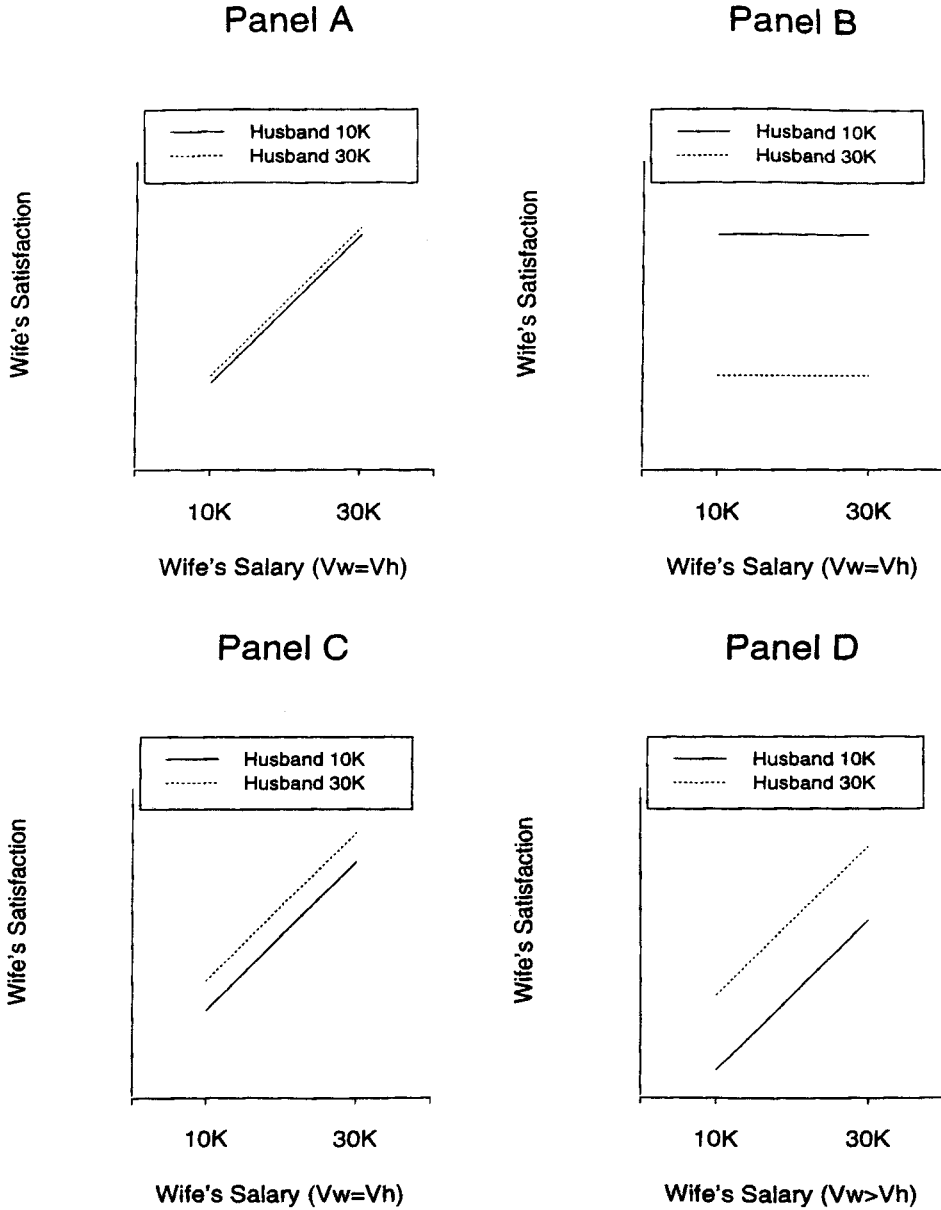 Panel A
Husband 10K
Husband 30K
Wife's Satisfaction
10K 30K
Wife's Salary (Vw=Vh)
Panel B
Husband 10K
Husband 30K
Wife's Satisfaction
10K 30K
Wife's Salary (Vw=Vh)
Panel C
Husband 10K
Husband 30K
Wife's Satisfaction
10K 30K
Wife's Salary (Vw=Vh)
Panel D
Husband 10K
Husband 30K
Wife's Satisfaction
10K 30K
Wife's Salary (Vw>Vh)